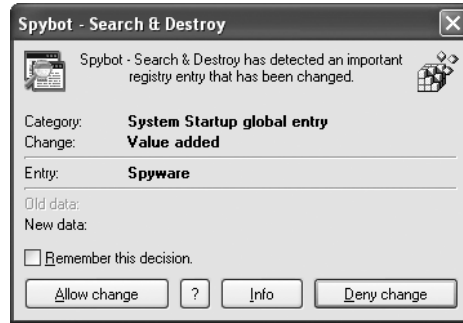 Spybot - Search & Destroy
Spybot - Search & Destroy has detected an important
registry entry that has been changed.
Category: System Startup global entry
Change: Value added
Entry: Spyware
Old data:
New data:
Remember this decision.
Allow change ? Info Deny change